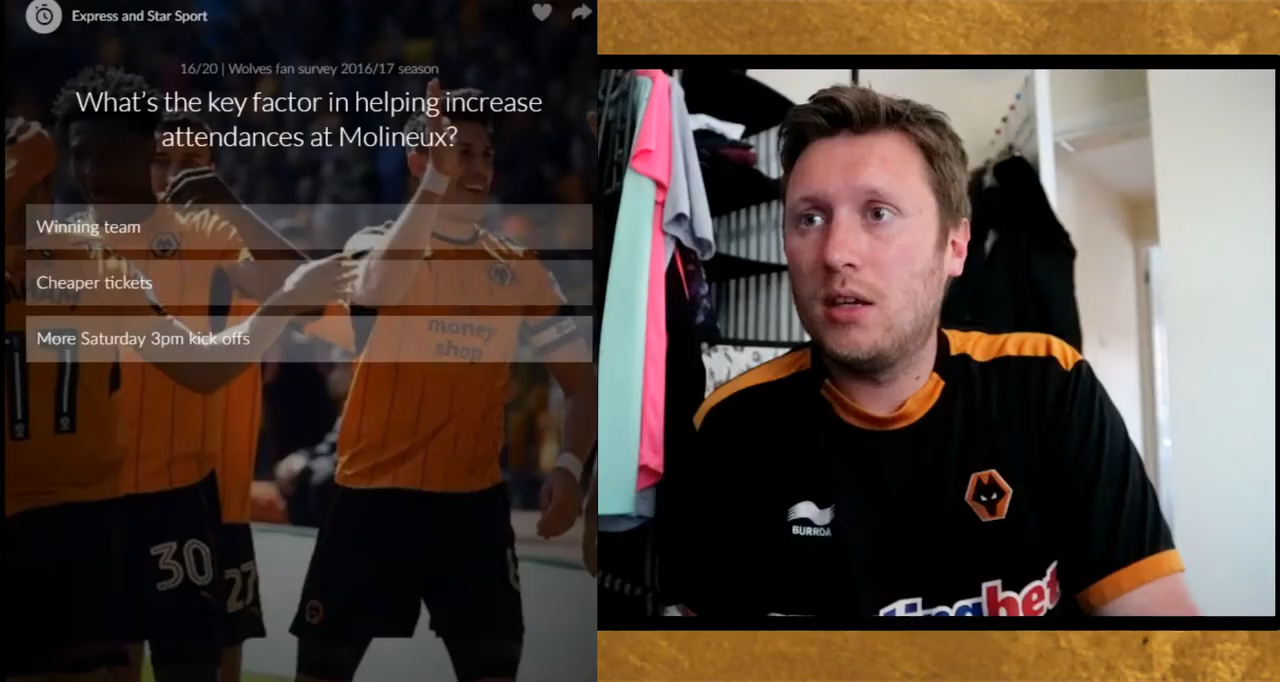 Express and Star Sport
16/20 | Wolves fan survey 2016/17 season
What's the key factor in helping increase
attendances at Molineux?
Winning team
Cheaper tickets
More Saturday 3pm kick offs
money
shop
11
30
27
BURRDA